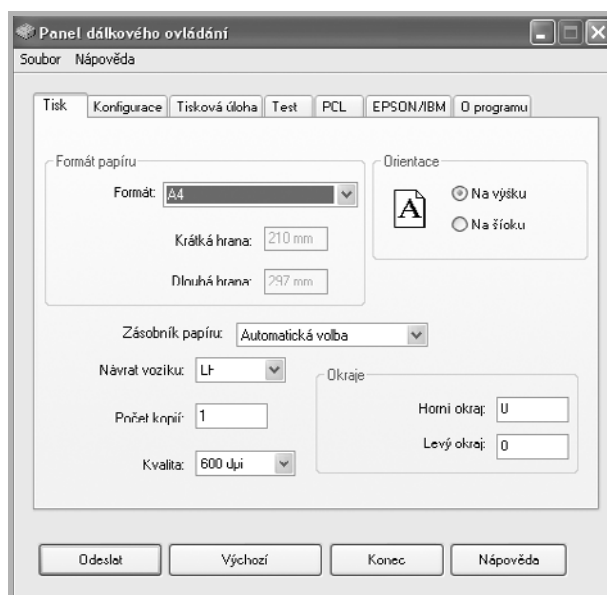 Panel dálkového ovládání
Soubor Nápověda
Tisk Konfigurace Tisková úloha Test PCL EPSON/IBM O programu
Formát papíru
Formát: A4
Krátká hrana: 210 mm
Dlouhá hrana: 297 mm
Orientace
A
Na výšku
Na šířku
Zásobník papíru: Automatická volba
Návrat vozíku: LF
Počet kopií: 1
Kvalita: 600 dpi
Okraje
Horní okraj: 0
Levý okraj: 0
Odeslat Výchozí Konec Nápověda